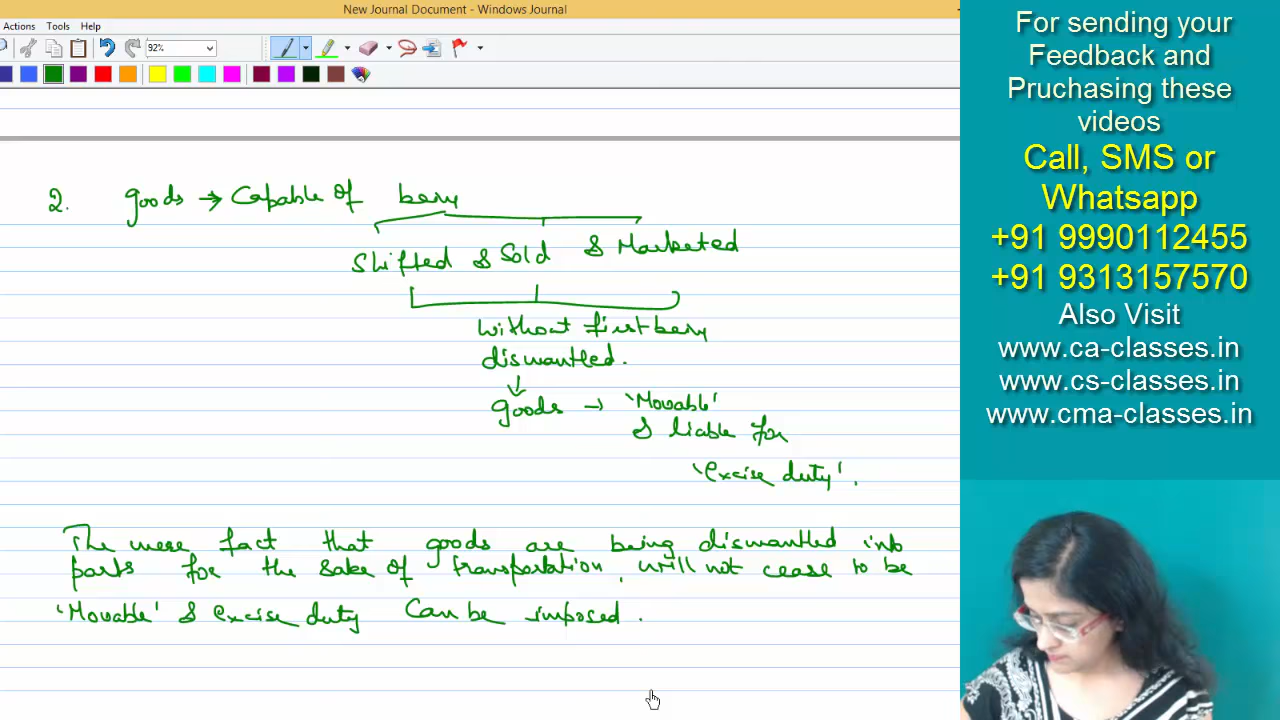 New Journal Document - Windows Journal
Actions Tools Help
92%
2. goods → Capable of being
Shifted & Sold & Marketed
without first being
dismantled.
goods → 'Movable'
& liable for
'excise duty'.
The mere fact that goods are being dismantled into
parts for the sake of transportation, will not cease to be
'Movable' & excise duty Can be imposed.
For sending your
Feedback and
Pruchasing these
videos
Call, SMS or
Whatsapp
+91 9990112455
+91 9313157570
Also Visit
www.ca-classes.in
www.cs-classes.in
www.cma-classes.in